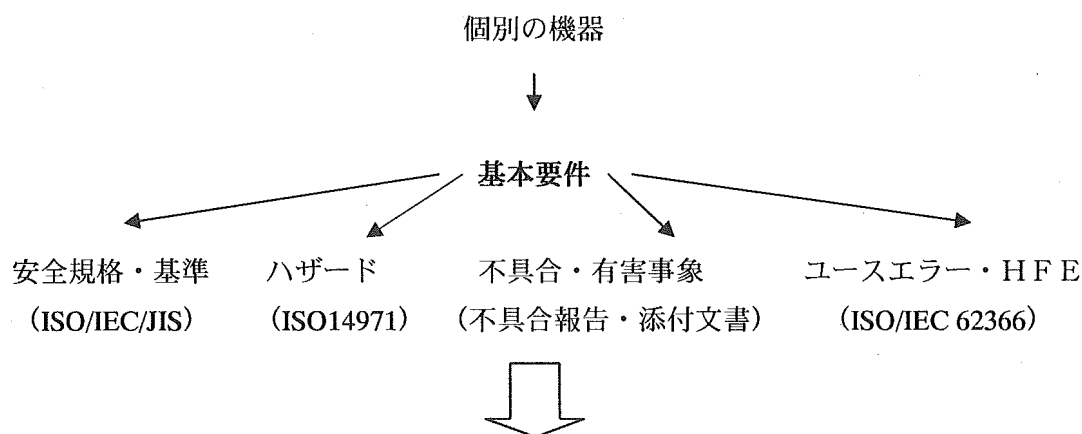 個別の機器
基本要件
安全規格・基準 ハザード 不具合・有害事象 ユースエラー・ＨＦＥ
（ISO/IEC/JIS） （ISO14971） （不具合報告・添付文書） （ISO/IEC 62366）